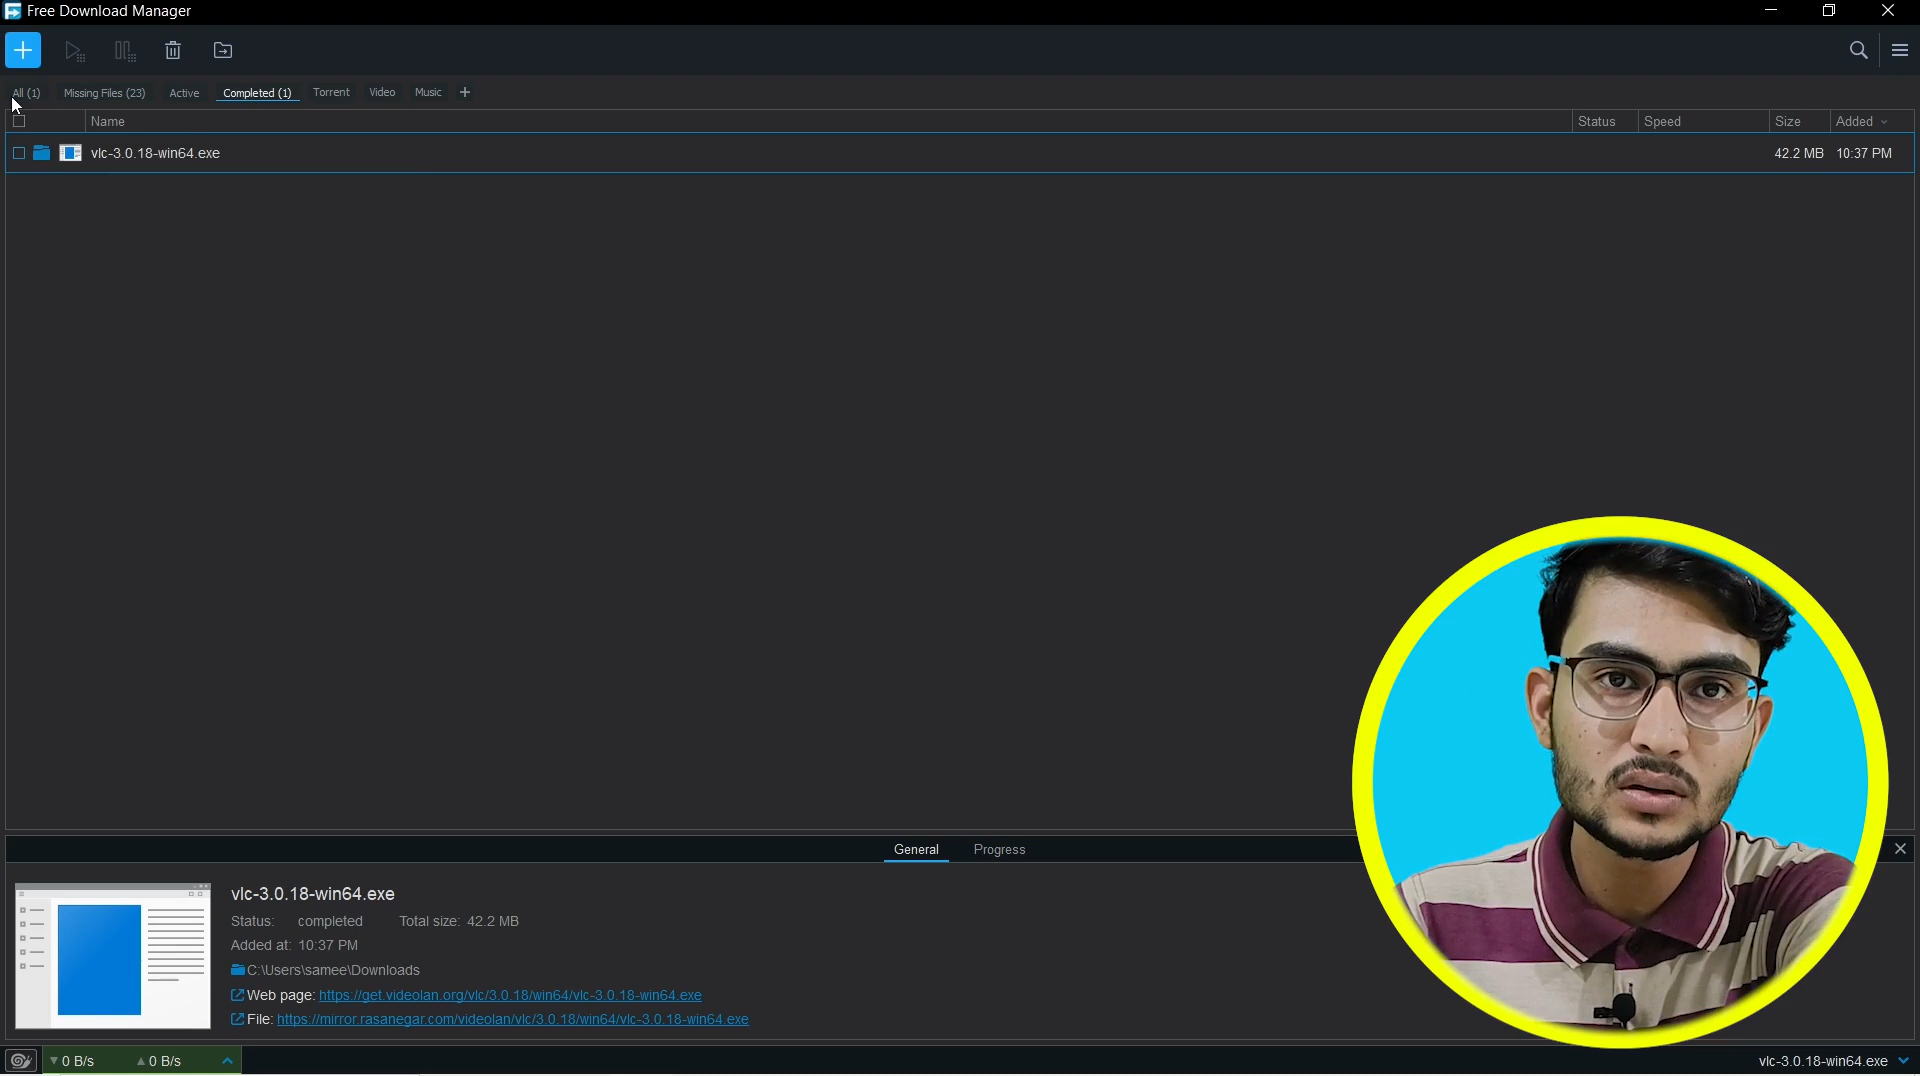 Free Download Manager
All (1) Missing Files (23) Active Completed (1) Torrent Video Music +
Name Status Speed Size Added
vlc-3.0.18-win64.exe 42.2 MB 10:37 PM
General Progress
vlc-3.0.18-win64.exe
Status: completed Total size: 42.2 MB
Added at: 10:37 PM
C:\Users\samee\Downloads
Web page: https://get.videolan.org/vlc/3.0.18/win64/vlc-3.0.18-win64.exe
File: https://mirror.rasanegar.com/videolan/vlc/3.0.18/win64/vlc-3.0.18-win64.exe
0 B/s 0 B/s vlc-3.0.18-win64.exe